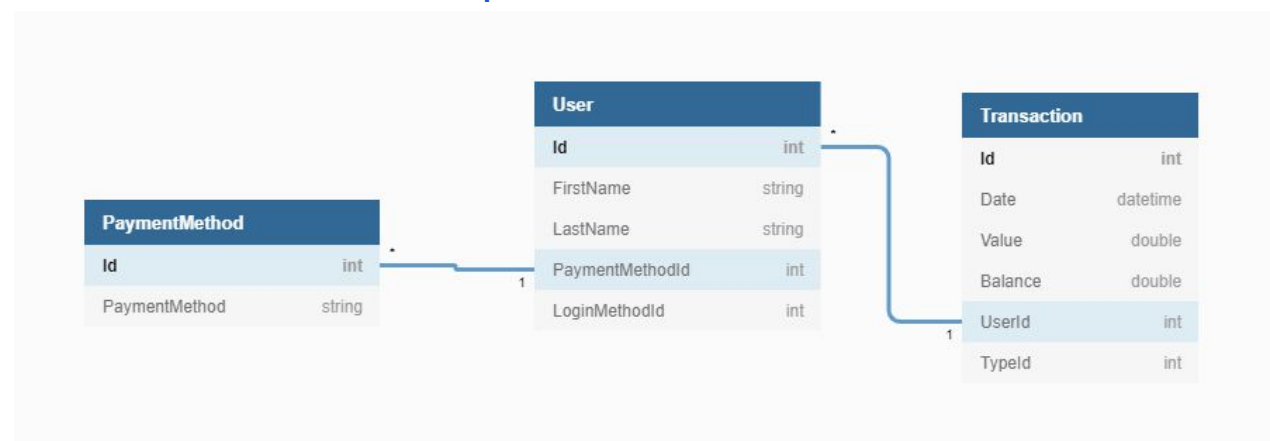 PaymentMethod
Id int
PaymentMethod string
*
1
User
Id int
FirstName string
LastName string
PaymentMethodId int
LoginMethodId int
*
1
Transaction
Id int
Date datetime
Value double
Balance double
UserId int
TypeId int